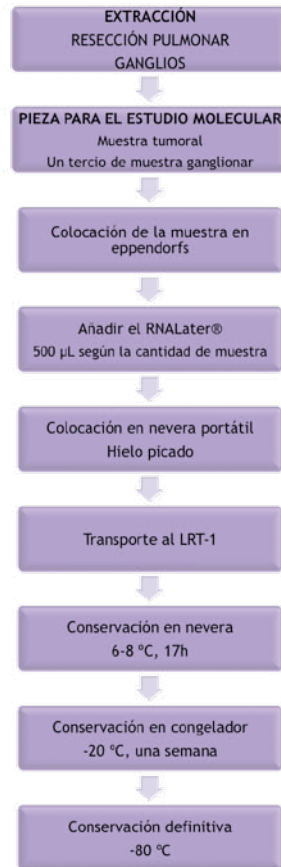 EXTRACCIÓN
RESECCIÓN PULMONAR
GANGLIOS
PIEZA PARA EL ESTUDIO MOLECULAR
Muestra tumoral
Un tercio de muestra ganglionar
Colocación de la muestra en
eppendorfs
Añadir el RNALater®
500 µL según la cantidad de muestra
Colocación en nevera portátil
Hielo picado
Transporte al LRT-1
Conservación en nevera
6-8 ºC, 17h
Conservación en congelador
-20 ºC, una semana
Conservación definitiva
-80 ºC